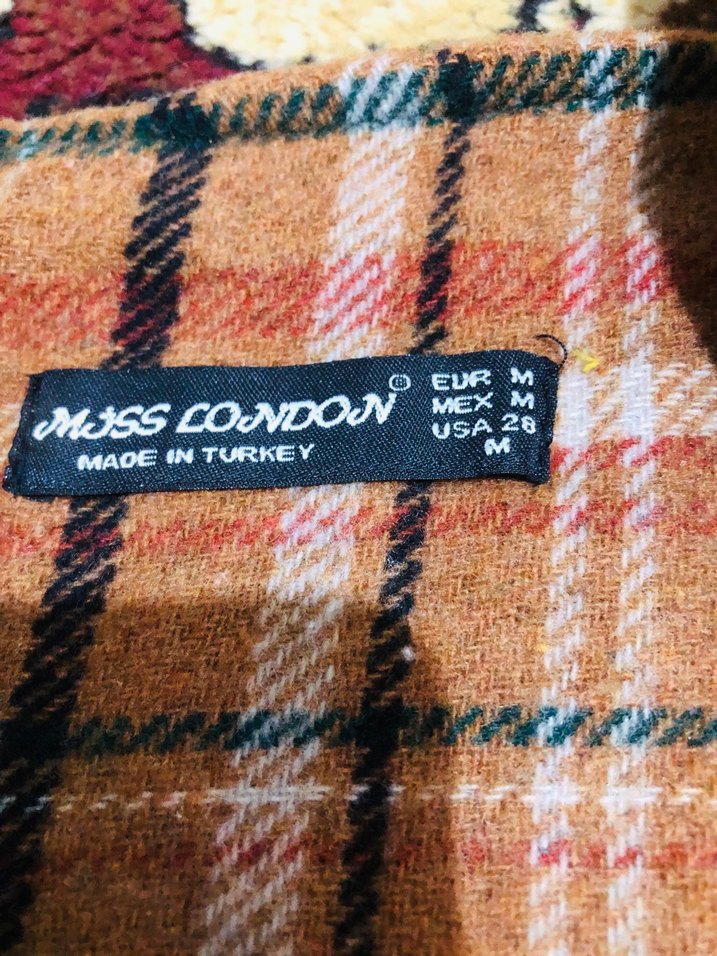 MISS LONDON ®
MADE IN TURKEY
EUR M
MEX M
USA 28
M